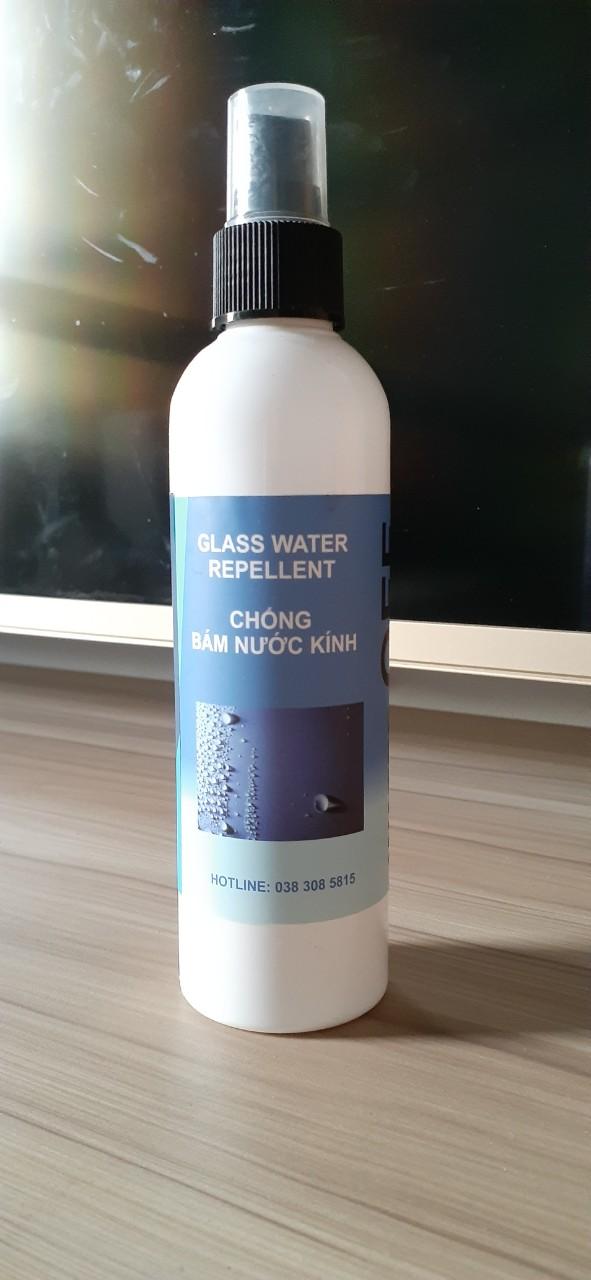 GLASS WATER
REPELLENT
CHỐNG
BÁM NƯỚC KÍNH
HOTLINE: 038 308 5815